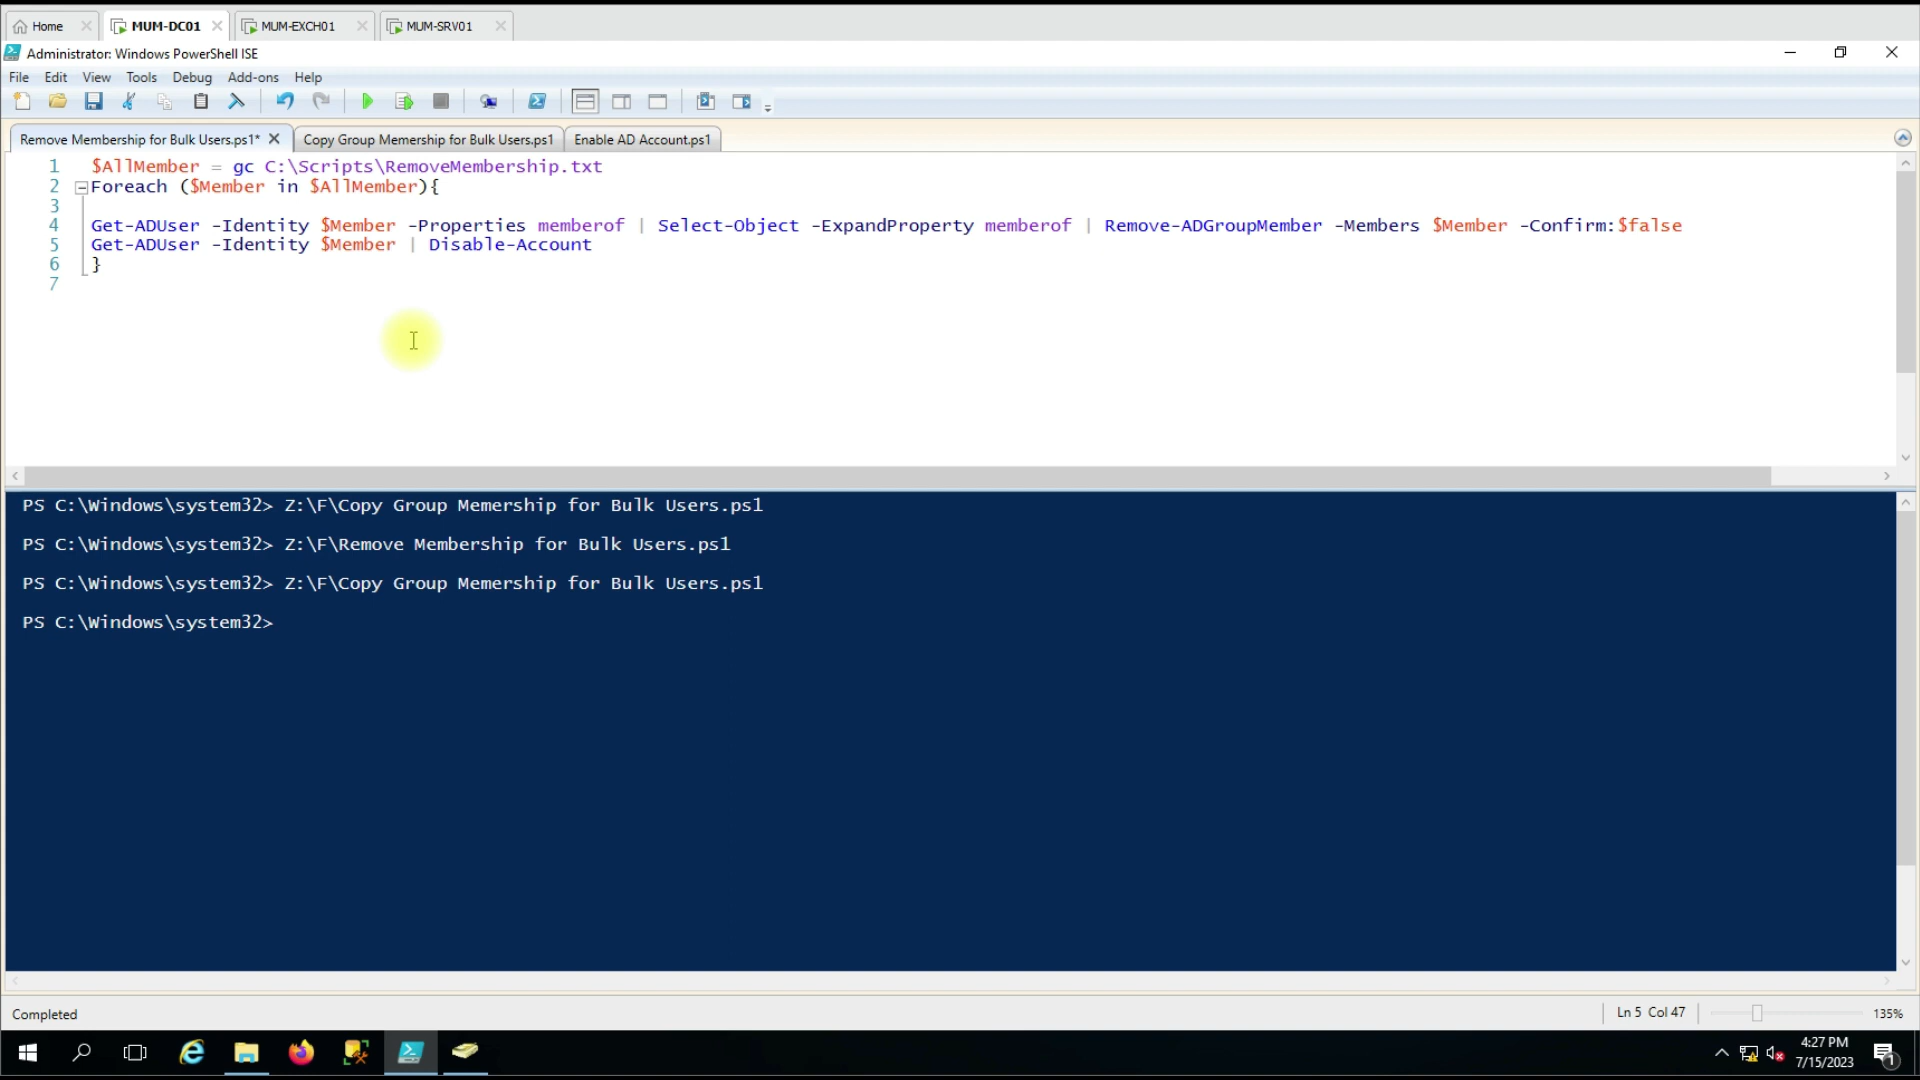 Home MUM-DC01 MUM-EXCH01 MUM-SRV01
Administrator: Windows PowerShell ISE
File Edit View Tools Debug Add-ons Help
Remove Membership for Bulk Users.ps1* Copy Group Memership for Bulk Users.ps1 Enable AD Account.ps1
1 $AllMember = gc C:\Scripts\RemoveMembership.txt
2 Foreach ($Member in $AllMember){
3
4 Get-ADUser -Identity $Member -Properties memberof | Select-Object -ExpandProperty memberof | Remove-ADGroupMember -Members $Member -Confirm:$false
5 Get-ADUser -Identity $Member | Disable-Account
6 }
7
PS C:\Windows\system32> Z:\F\Copy Group Memership for Bulk Users.ps1
PS C:\Windows\system32> Z:\F\Remove Membership for Bulk Users.ps1
PS C:\Windows\system32> Z:\F\Copy Group Memership for Bulk Users.ps1
PS C:\Windows\system32>
Completed Ln 5 Col 47 135%
4:27 PM
7/15/2023
1